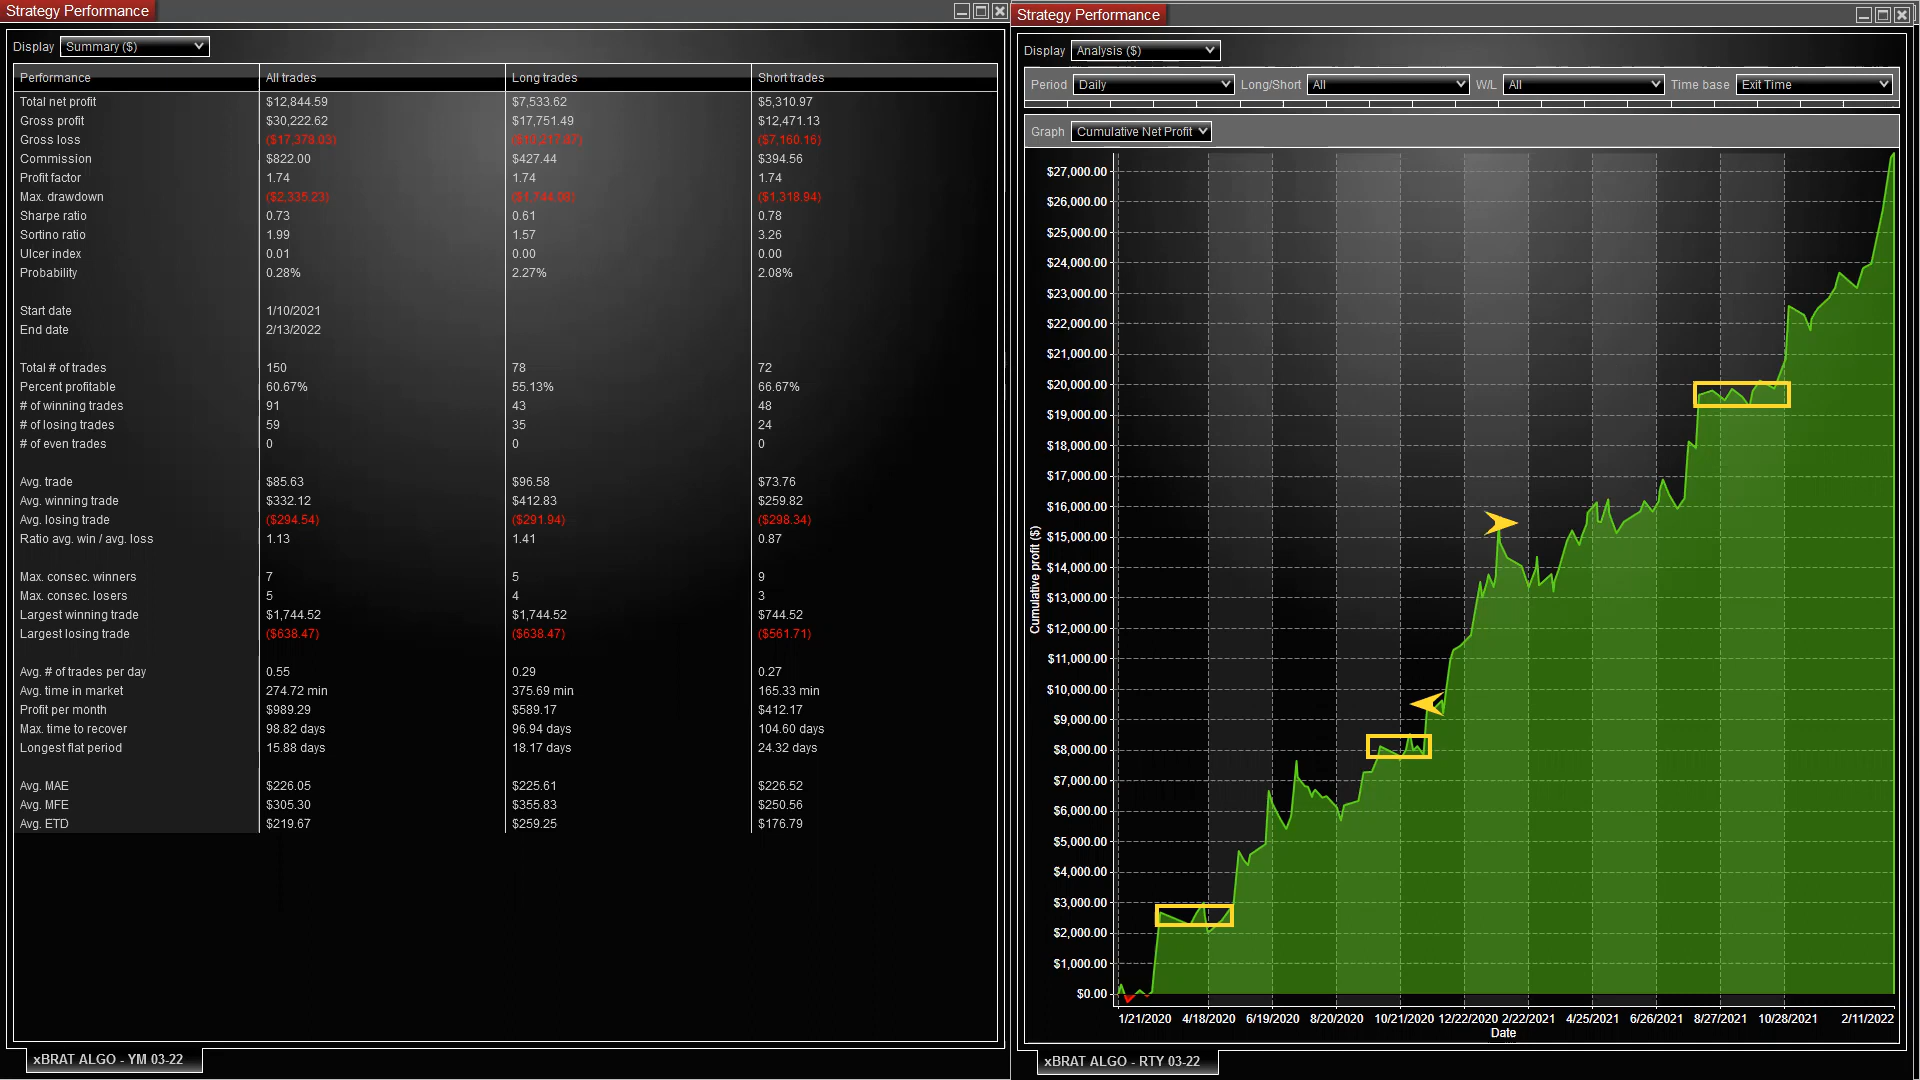 Strategy Performance
Display Summary ($)
Performance All trades Long trades Short trades
Total net profit $12,844.59 $7,533.62 $5,310.97
Gross profit $30,222.62 $17,751.49 $12,471.13
Gross loss ($17,378.03) ($10,217.87) ($7,160.16)
Commission $822.00 $427.44 $394.56
Profit factor 1.74 1.74 1.74
Max. drawdown ($2,335.23) ($1,744.08) ($1,318.94)
Sharpe ratio 0.73 0.61 0.78
Sortino ratio 1.99 1.57 3.26
Ulcer index 0.01 0.00 0.00
Probability 0.28% 2.27% 2.08%
Start date 1/10/2021
End date 2/13/2022
Total # of trades 150 78 72
Percent profitable 60.67% 55.13% 66.67%
# of winning trades 91 43 48
# of losing trades 59 35 24
# of even trades 0 0 0
Avg. trade $85.63 $96.58 $73.76
Avg. winning trade $332.12 $412.83 $259.82
Avg. losing trade ($294.54) ($291.94) ($298.34)
Ratio avg. win / avg. loss 1.13 1.41 0.87
Max. consec. winners 7 5 9
Max. consec. losers 5 4 3
Largest winning trade $1,744.52 $1,744.52 $744.52
Largest losing trade ($638.47) ($638.47) ($561.71)
Avg. # of trades per day 0.55 0.29 0.27
Avg. time in market 274.72 min 375.69 min 165.33 min
Profit per month $989.29 $589.17 $412.17
Max. time to recover 98.82 days 96.94 days 104.60 days
Longest flat period 15.88 days 18.17 days 24.32 days
Avg. MAE $226.05 $225.61 $226.52
Avg. MFE $305.30 $355.83 $250.56
Avg. ETD $219.67 $259.25 $176.79
xBRAT ALGO - YM 03-22
Strategy Performance
Display Analysis ($)
Period Daily Long/Short All W/L All Time base Exit Time
Graph Cumulative Net Profit
$27,000.00
$26,000.00
$25,000.00
$24,000.00
$23,000.00
$22,000.00
$21,000.00
$20,000.00
$19,000.00
$18,000.00
$17,000.00
$16,000.00
$15,000.00
$14,000.00
$13,000.00
$12,000.00
$11,000.00
$10,000.00
$9,000.00
$8,000.00
$7,000.00
$6,000.00
$5,000.00
$4,000.00
$3,000.00
$2,000.00
$1,000.00
$0.00
Cumulative profit ($)
1/21/2020 4/18/2020 6/19/2020 8/20/2020 10/21/2020 12/22/2020 2/22/2021 4/25/2021 6/26/2021 8/27/2021 10/28/2021 2/11/2022
Date
xBRAT ALGO - RTY 03-22